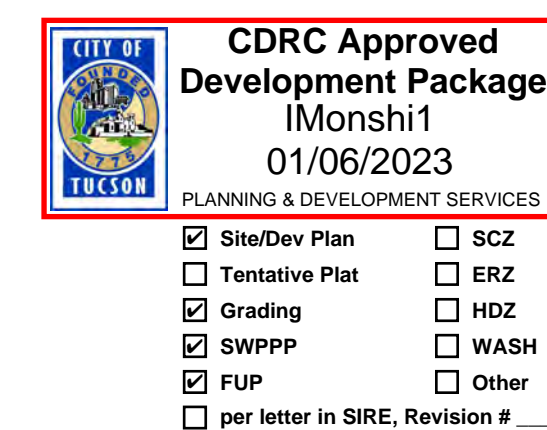 CITY OF
FOUNDED
1775
TUCSON
CDRC Approved
Development Package
IMonshi1
01/06/2023
PLANNING & DEVELOPMENT SERVICES
✔ Site/Dev Plan ☐ SCZ
☐ Tentative Plat ☐ ERZ
✔ Grading ☐ HDZ
✔ SWPPP ☐ WASH
✔ FUP ☐ Other
☐ per letter in SIRE, Revision # ___